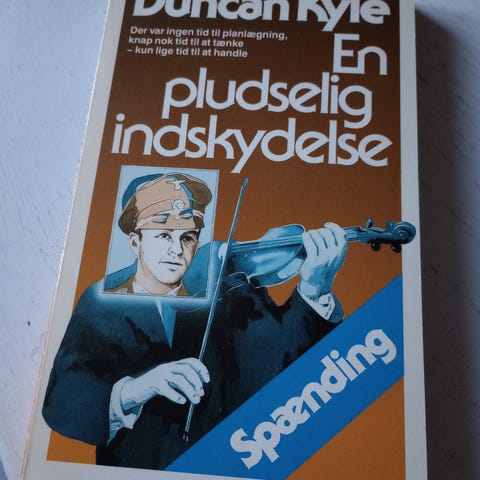 Duncan Kyle
Der var ingen tid til planlægning,
knap nok tid til at tænke
– kun lige tid til at handle
En
pludselig
indskydelse
Spænding